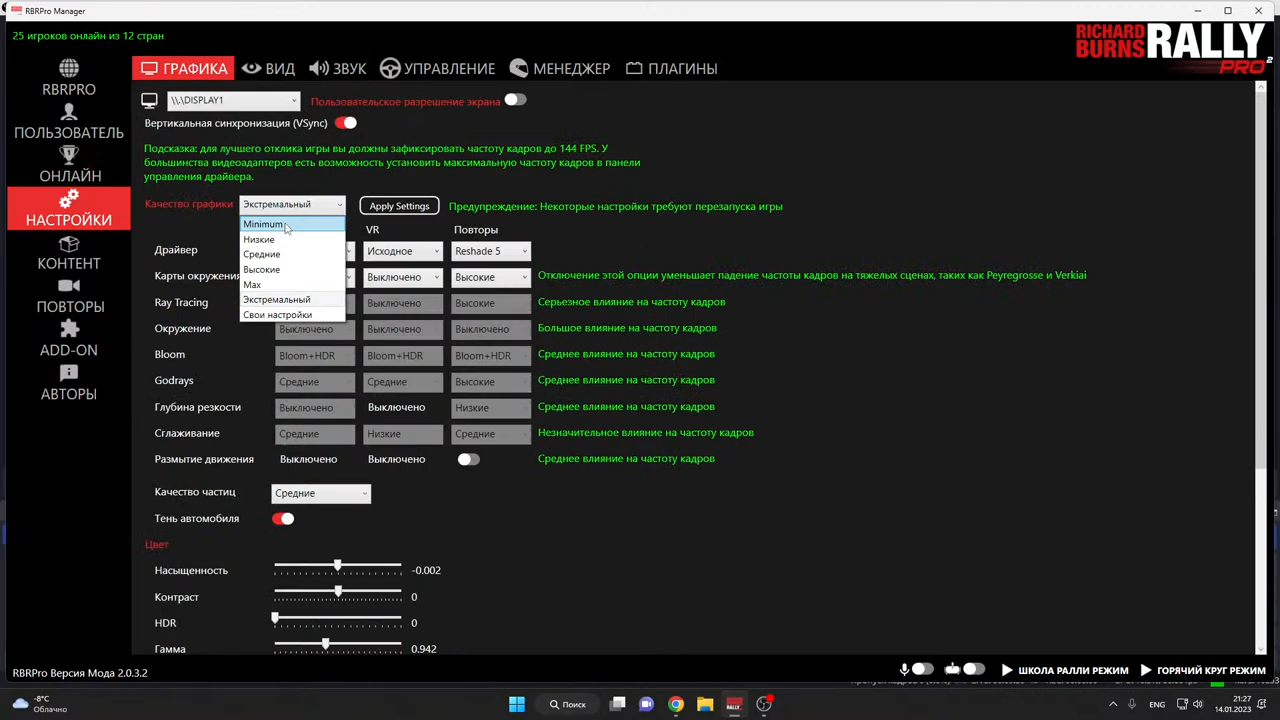 RBRPro Manager
25 игроков онлайн из 12 стран
RICHARD
BURNS RALLY
PRO 2
RBRPRO
ПОЛЬЗОВАТЕЛЬ
ОНЛАЙН
НАСТРОЙКИ
КОНТЕНТ
ПОВТОРЫ
ADD-ON
АВТОРЫ
ГРАФИКА ВИД ЗВУК УПРАВЛЕНИЕ МЕНЕДЖЕР ПЛАГИНЫ
\\.\DISPLAY1 Пользовательское разрешение экрана
Вертикальная синхронизация (VSync)
Подсказка: для лучшего отклика игры вы должны зафиксировать частоту кадров до 144 FPS. У
большинства видеоадаптеров есть возможность установить максимальную частоту кадров в панели
управления драйвера.
Качество графики Экстремальный Apply Settings Предупреждение: Некоторые настройки требуют перезапуска игры
Minimum
Низкие
Средние
Высокие
Max
Экстремальный
Свои настройки
VR Повторы
Драйвер Исходное Reshade 5
Карты окружения Выключено Высокие Отключение этой опции уменьшает падение частоты кадров на тяжелых сценах, таких как Peyregrosse и Verkiai
Ray Tracing Выключено Высокие Серьезное влияние на частоту кадров
Окружение Выключено Выключено Выключено Большое влияние на частоту кадров
Bloom Bloom+HDR Bloom+HDR Bloom+HDR Среднее влияние на частоту кадров
Godrays Средние Средние Высокие Среднее влияние на частоту кадров
Глубина резкости Выключено Выключено Низкие Среднее влияние на частоту кадров
Сглаживание Средние Низкие Средние Незначительное влияние на частоту кадров
Размытие движения Выключено Выключено Среднее влияние на частоту кадров
Качество частиц Средние
Тень автомобиля
Цвет
Насыщенность -0.002
Контраст 0
HDR 0
Гамма 0.942
RBRPro Версия Мода 2.0.3.2
ШКОЛА РАЛЛИ РЕЖИМ ГОРЯЧИЙ КРУГ РЕЖИМ
-8°C
Облачно
Поиск
RALLY
ENG
21:27
14.01.2023